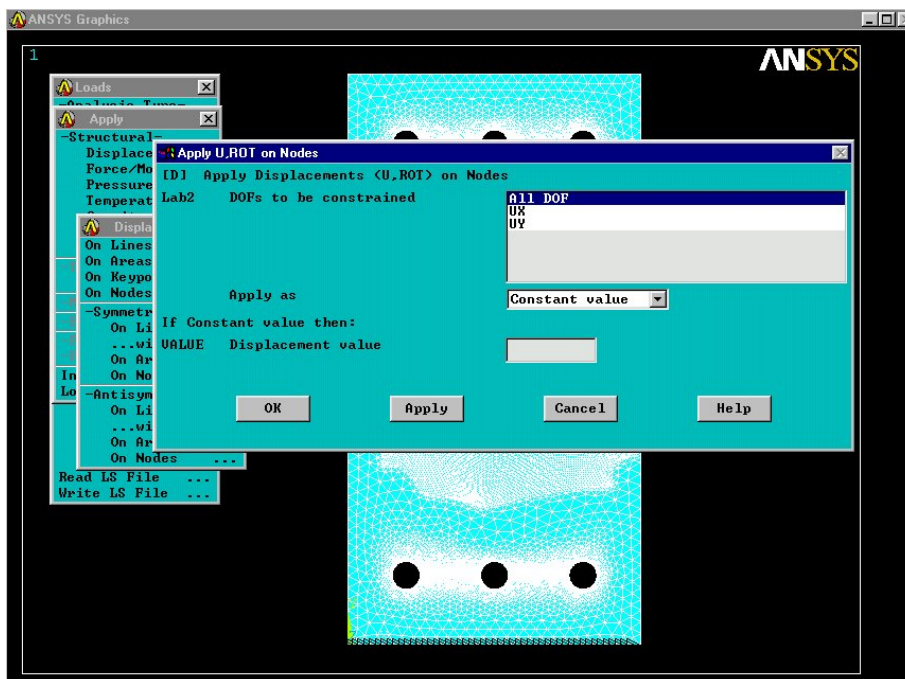 ANSYS Graphics
1
ANSYS
Loads
-Analysis Type-
Apply
-Structural-
Displace
Force/Mo
Pressure
Temperat
Displa
On Lines
On Areas
On Keypo
On Nodes
-Symmetr
On Li
...wi
On Ar
On No
-Antisym
On Li
...wi
On Ar
On Nodes ...
In
Lo
Read LS File ...
Write LS File ...
Apply U,ROT on Nodes
[D] Apply Displacements (U,ROT) on Nodes
Lab2 DOFs to be constrained
All DOF
UX
UY
Apply as Constant value
If Constant value then:
VALUE Displacement value
OK Apply Cancel Help